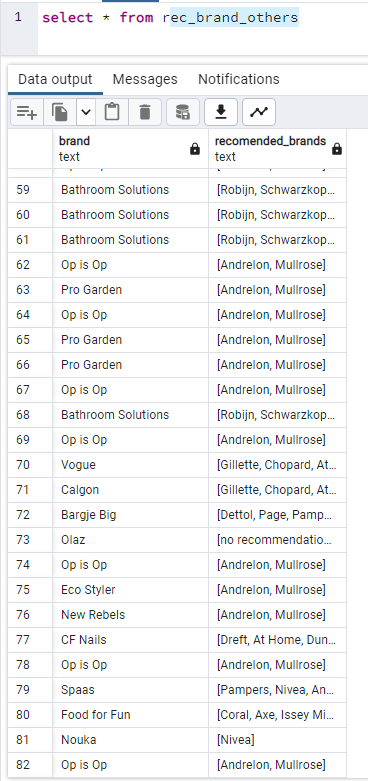 1 select * from rec_brand_others
Data output Messages Notifications
brand recomended_brands
text text
59 Bathroom Solutions [Robijn, Schwarzkop...
60 Bathroom Solutions [Robijn, Schwarzkop...
61 Bathroom Solutions [Robijn, Schwarzkop...
62 Op is Op [Andrelon, Mullrose]
63 Pro Garden [Andrelon, Mullrose]
64 Op is Op [Andrelon, Mullrose]
65 Pro Garden [Andrelon, Mullrose]
66 Pro Garden [Andrelon, Mullrose]
67 Op is Op [Andrelon, Mullrose]
68 Bathroom Solutions [Robijn, Schwarzkop...
69 Op is Op [Andrelon, Mullrose]
70 Vogue [Gillette, Chopard, At...
71 Calgon [Gillette, Chopard, At...
72 Bargje Big [Dettol, Page, Pamp...
73 Olaz [no recommendatio...
74 Op is Op [Andrelon, Mullrose]
75 Eco Styler [Andrelon, Mullrose]
76 New Rebels [Andrelon, Mullrose]
77 CF Nails [Dreft, At Home, Dun...
78 Op is Op [Andrelon, Mullrose]
79 Spaas [Pampers, Nivea, An...
80 Food for Fun [Coral, Axe, Issey Mi...
81 Nouka [Nivea]
82 Op is Op [Andrelon, Mullrose]